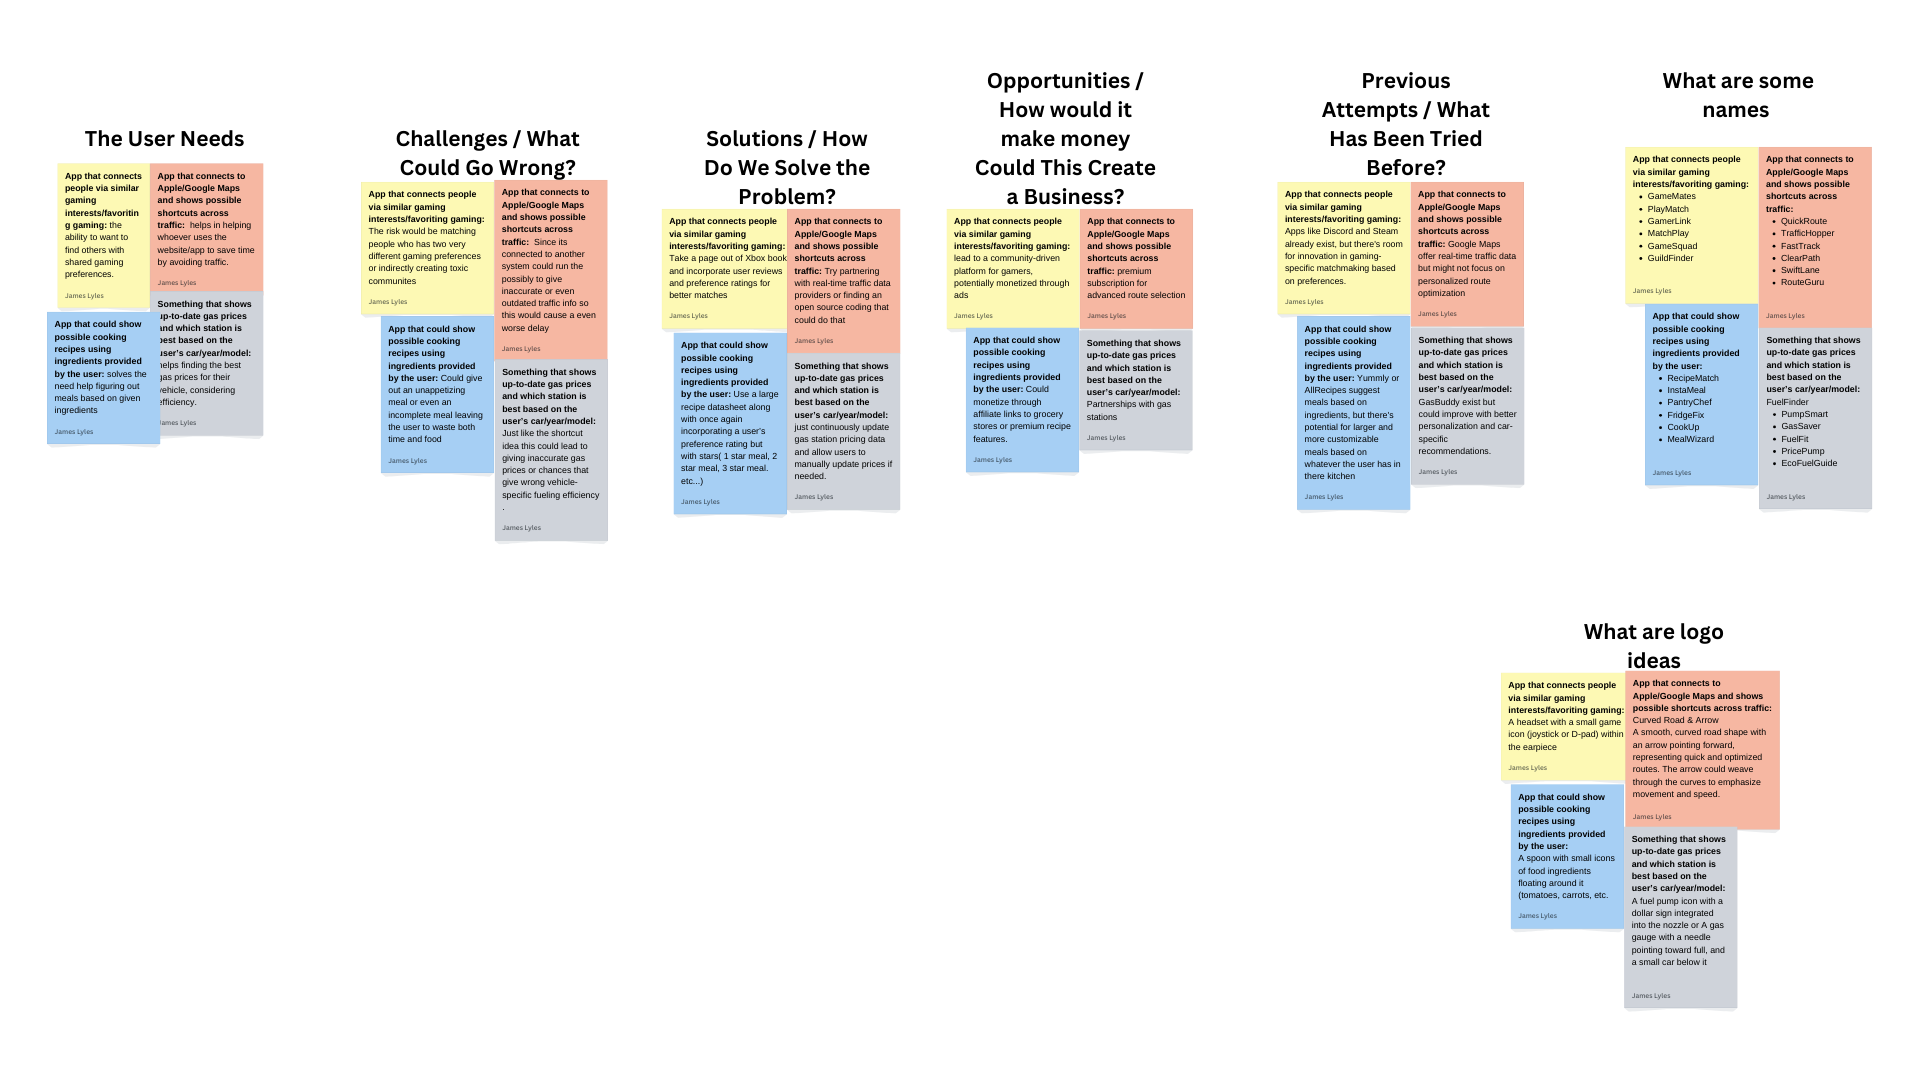 The User Needs
App that connects
people via similar
gaming
interests/favoritin
g gaming: the
ability to want to
find others with
shared gaming
preferences.
James Lyles
App that connects to
Apple/Google Maps
and shows possible
shortcuts across
traffic: helps in helping
whoever uses the
website/app to save time
by avoiding traffic.
James Lyles
App that could show
possible cooking
recipes using
ingredients provided
by the user: solves the
need help figuring out
meals based on given
ingredients
James Lyles
Something that shows
up-to-date gas prices
and which station is
best based on the
user's car/year/model:
helps finding the best
gas prices for their
vehicle, considering
efficiency.
James Lyles
Challenges / What
Could Go Wrong?
App that connects people
via similar gaming
interests/favoriting gaming:
The risk would be matching
people who has two very
different gaming preferences
or indirectly creating toxic
communites
James Lyles
App that connects to
Apple/Google Maps
and shows possible
shortcuts across
traffic: Since its
connected to another
system could run the
possibly to give
inaccurate or even
outdated traffic info so
this would cause a even
worse delay
James Lyles
App that could show
possible cooking
recipes using
ingredients provided
by the user: Could give
out an unappetizing
meal or even an
incomplete meal leaving
the user to waste both
time and food
James Lyles
Something that shows
up-to-date gas prices
and which station is
best based on the
user's car/year/model:
Just like the shortcut
idea this could lead to
giving inaccurate gas
prices or chances that
give wrong vehicle-
specific fueling efficiency
.
James Lyles
Solutions / How
Do We Solve the
Problem?
App that connects people
via similar gaming
interests/favoriting gaming:
Take a page out of Xbox book
and incorporate user reviews
and preference ratings for
better matches
James Lyles
App that connects to
Apple/Google Maps
and shows possible
shortcuts across
traffic: Try partnering
with real-time traffic data
providers or finding an
open source coding that
could do that
James Lyles
App that could show
possible cooking
recipes using
ingredients provided
by the user: Use a large
recipe datasheet along
with once again
incorporating a user's
preference rating but
with stars( 1 star meal, 2
star meal, 3 star meal.
etc...)
James Lyles
Something that shows
up-to-date gas prices
and which station is
best based on the
user's car/year/model:
just continuously update
gas station pricing data
and allow users to
manually update prices if
needed.
James Lyles
Opportunities /
How would it
make money
Could This Create
a Business?
App that connects people
via similar gaming
interests/favoriting gaming:
lead to a community-driven
platform for gamers,
potentially monetized through
ads
James Lyles
App that connects to
Apple/Google Maps
and shows possible
shortcuts across
traffic: premium
subscription for
advanced route selection
James Lyles
App that could show
possible cooking
recipes using
ingredients provided
by the user: Could
monetize through
affiliate links to grocery
stores or premium recipe
features.
James Lyles
Something that shows
up-to-date gas prices
and which station is
best based on the
user's car/year/model:
Partnerships with gas
stations
James Lyles
Previous
Attempts / What
Has Been Tried
Before?
App that connects people
via similar gaming
interests/favoriting gaming:
Apps like Discord and Steam
already exist, but there's room
for innovation in gaming-
specific matchmaking based
on preferences.
James Lyles
App that connects to
Apple/Google Maps
and shows possible
shortcuts across
traffic: Google Maps
offer real-time traffic data
but might not focus on
personalized route
optimization
James Lyles
App that could show
possible cooking
recipes using
ingredients provided
by the user: Yummly or
AllRecipes suggest
meals based on
ingredients, but there's
potential for larger and
more customizable
meals based on
whatever the user has in
there kitchen
James Lyles
Something that shows
up-to-date gas prices
and which station is
best based on the
user's car/year/model:
GasBuddy exist but
could improve with better
personalization and car-
specific
recommendations.
James Lyles
What are some
names
App that connects people
via similar gaming
interests/favoriting gaming:
• GameMates
• PlayMatch
• GamerLink
• MatchPlay
• GameSquad
• GuildFinder
James Lyles
App that connects to
Apple/Google Maps
and shows possible
shortcuts across
traffic:
• QuickRoute
• TrafficHopper
• FastTrack
• ClearPath
• SwiftLane
• RouteGuru
James Lyles
App that could show
possible cooking
recipes using
ingredients provided
by the user:
• RecipeMatch
• InstaMeal
• PantryChef
• FridgeFix
• CookUp
• MealWizard
James Lyles
Something that shows
up-to-date gas prices
and which station is
best based on the
user's car/year/model:
FuelFinder
• PumpSmart
• GasSaver
• FuelFit
• PricePump
• EcoFuelGuide
James Lyles
What are logo
ideas
App that connects people
via similar gaming
interests/favoriting gaming:
A headset with a small game
icon (joystick or D-pad) within
the earpiece
James Lyles
App that connects to
Apple/Google Maps and shows
possible shortcuts across traffic:
Curved Road & Arrow
A smooth, curved road shape with
an arrow pointing forward,
representing quick and optimized
routes. The arrow could weave
through the curves to emphasize
movement and speed.
James Lyles
App that could show
possible cooking
recipes using
ingredients provided
by the user:
A spoon with small icons
of food ingredients
floating around it
(tomatoes, carrots, etc.
James Lyles
Something that shows
up-to-date gas prices
and which station is
best based on the
user's car/year/model:
A fuel pump icon with a
dollar sign integrated
into the nozzle or A gas
gauge with a needle
pointing toward full, and
a small car below it
James Lyles